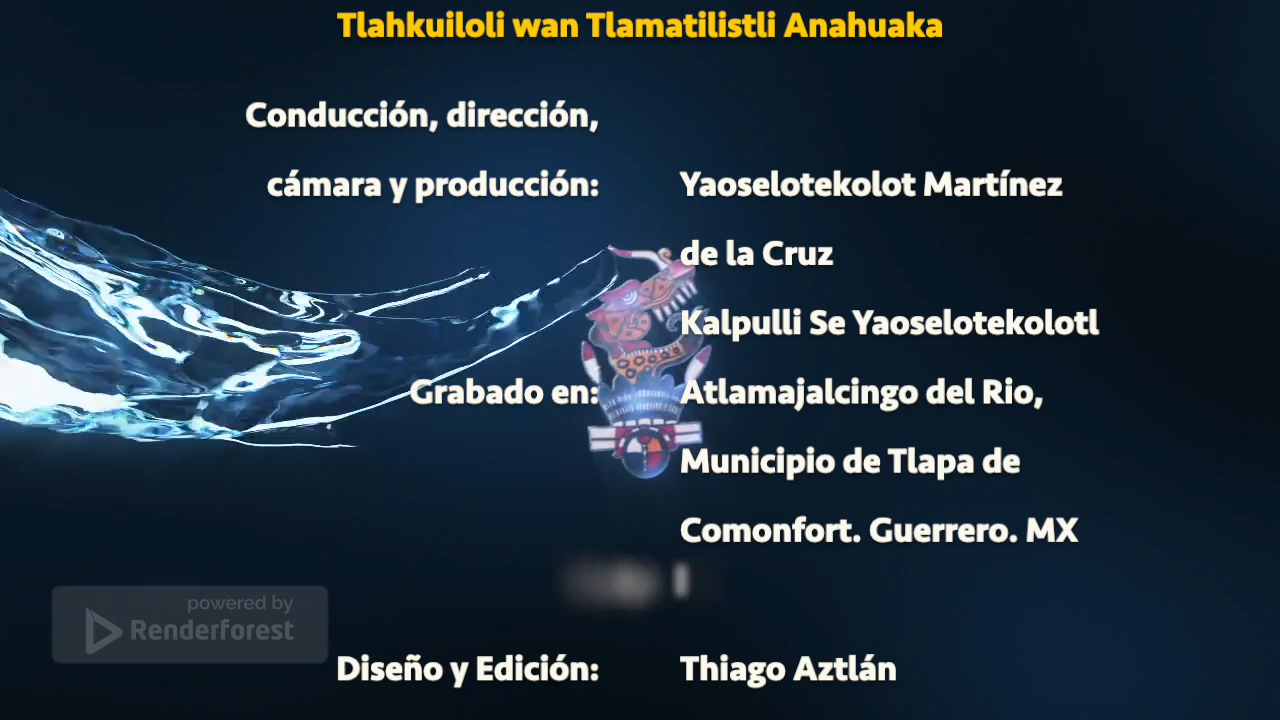 Tlahkuiloli wan Tlamatilistli Anahuaka
Conducción, dirección,
cámara y producción: Yaoselotekolot Martínez
de la Cruz
Kalpulli Se Yaoselotekolotl
Grabado en: Atlamajalcingo del Rio,
Municipio de Tlapa de
Comonfort. Guerrero. MX
powered by
Renderforest
Diseño y Edición: Thiago Aztlán